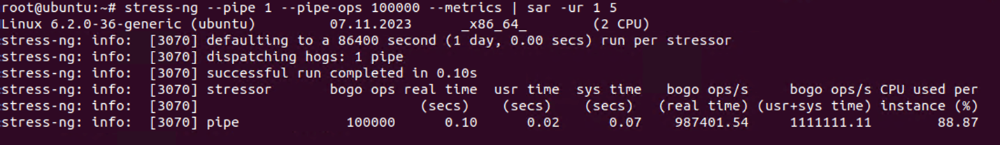 root@ubuntu:~# stress-ng --pipe 1 --pipe-ops 100000 --metrics | sar -ur 1 5
Linux 6.2.0-36-generic (ubuntu)         07.11.2023      _x86_64_        (2 CPU)
stress-ng: info:  [3070] defaulting to a 86400 second (1 day, 0.00 secs) run per stressor
stress-ng: info:  [3070] dispatching hogs: 1 pipe
stress-ng: info:  [3070] successful run completed in 0.10s
stress-ng: info:  [3070] stressor       bogo ops real time  usr time  sys time   bogo ops/s     bogo ops/s CPU used per
stress-ng: info:  [3070]                           (secs)    (secs)    (secs)   (real time) (usr+sys time) instance (%)
stress-ng: info:  [3070] pipe             100000      0.10      0.02      0.07    987401.54     1111111.11        88.87